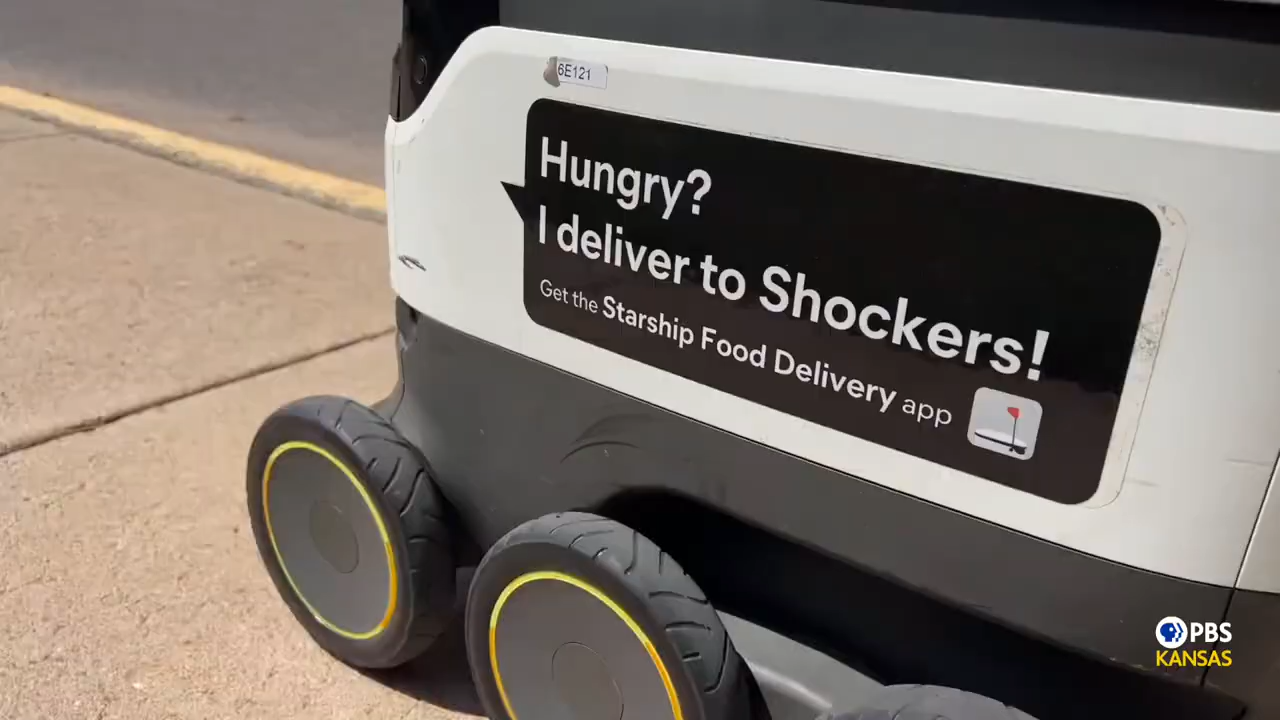 6E121
Hungry?
I deliver to Shockers!
Get the Starship Food Delivery app
PBS
KANSAS